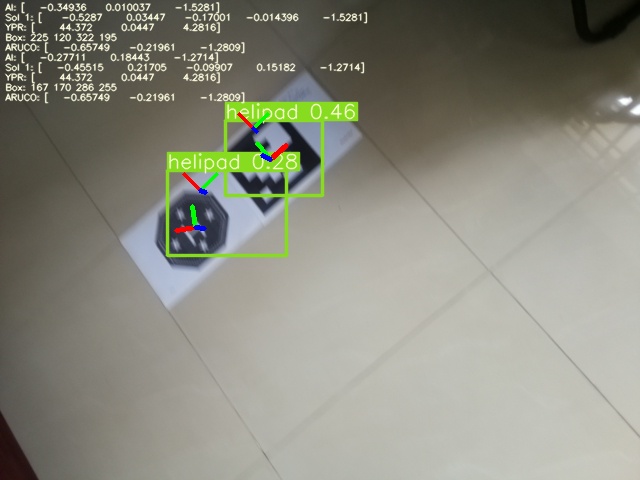 AI: [ -0.34936 0.010037 -1.5281]
Sol 1: [ -0.5287 0.03447 -0.17001 -0.014396 -1.5281]
YPR: [ 44.372 0.0447 4.2816]
Box: 225 120 322 195
ARUCO: [ -0.65749 -0.21961 -1.2809]
AI: [ -0.27711 0.18443 -1.2714]
Sol 1: [ -0.45515 0.21705 -0.09907 0.15182 -1.2714]
YPR: [ 44.372 0.0447 4.2816]
Box: 167 170 286 255
ARUCO: [ -0.65749 -0.21961 -1.2809]
helipad 0.46
helipad 0.28